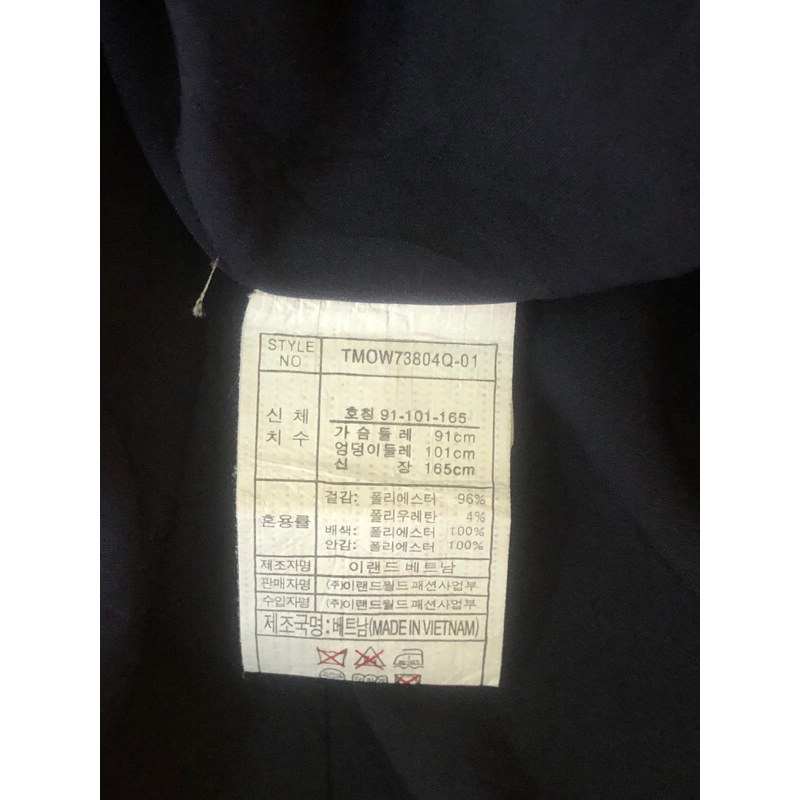 STYLE NO TMOW73804Q-01
신체 치수
호칭 91-101-165
가슴둘레 91cm
엉덩이둘레 101cm
신장 165cm
혼용률
겉감: 폴리에스터 96%
폴리우레탄 4%
배색: 폴리에스터 100%
안감: 폴리에스터 100%
제조자명 이랜드 베트남
판매자명 (주)이랜드월드 패션사업부
수입자명 (주)이랜드월드 패션사업부
제조국명:베트남(MADE IN VIETNAM)